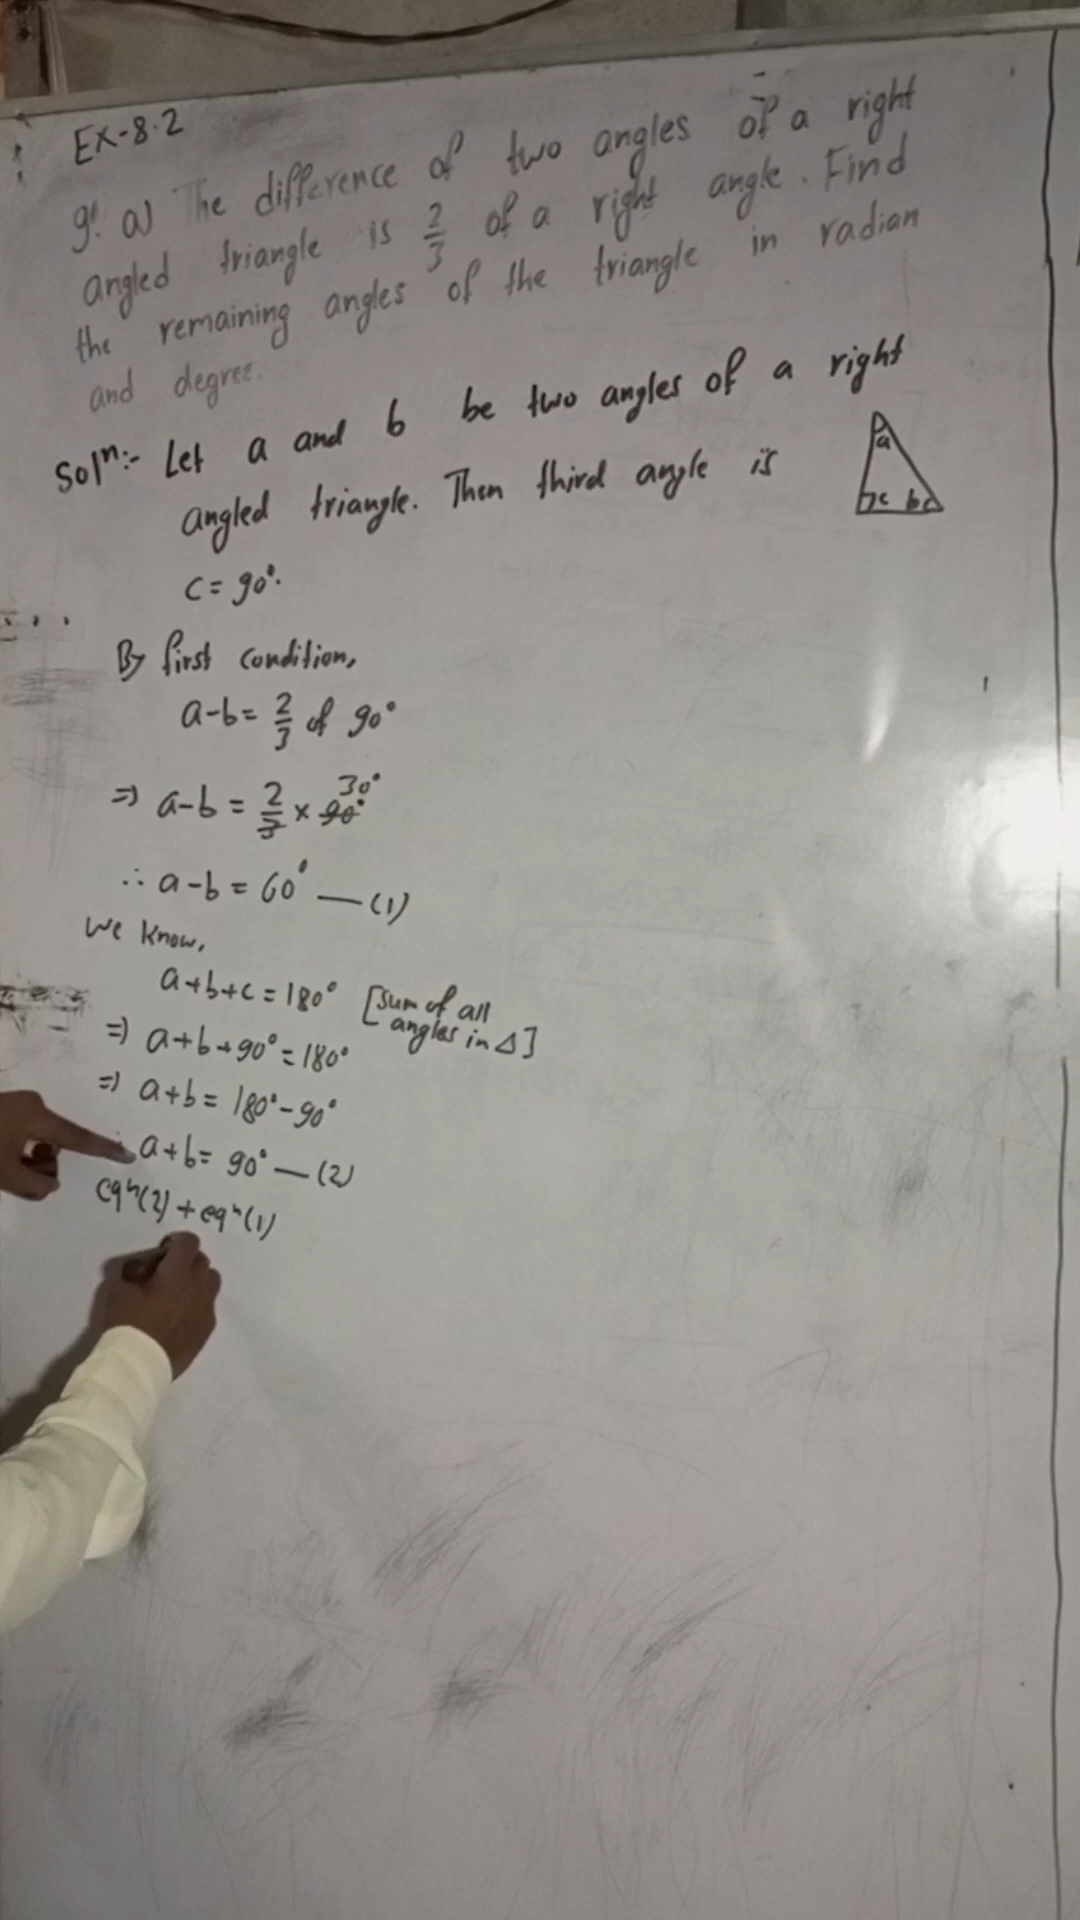 EX-8.2
9. a) The difference of two angles of a right
angled triangle is 2/3 of a right angle. Find
the remaining angles of the triangle in radian
and degree.
Solⁿ:- Let a and b be two angles of a right
angled triangle. Then third angle is
c = 90°.
a
c b
By first condition,
a-b = 2/3 of 90°
30°
⇒ a-b = 2/3 × 90°
∴ a-b = 60° — (1)
We know,
a+b+c = 180° [sum of all
angles in Δ]
⇒ a+b+90° = 180°
⇒ a+b = 180°-90°
a+b = 90° — (2)
eqⁿ(2) + eqⁿ(1)